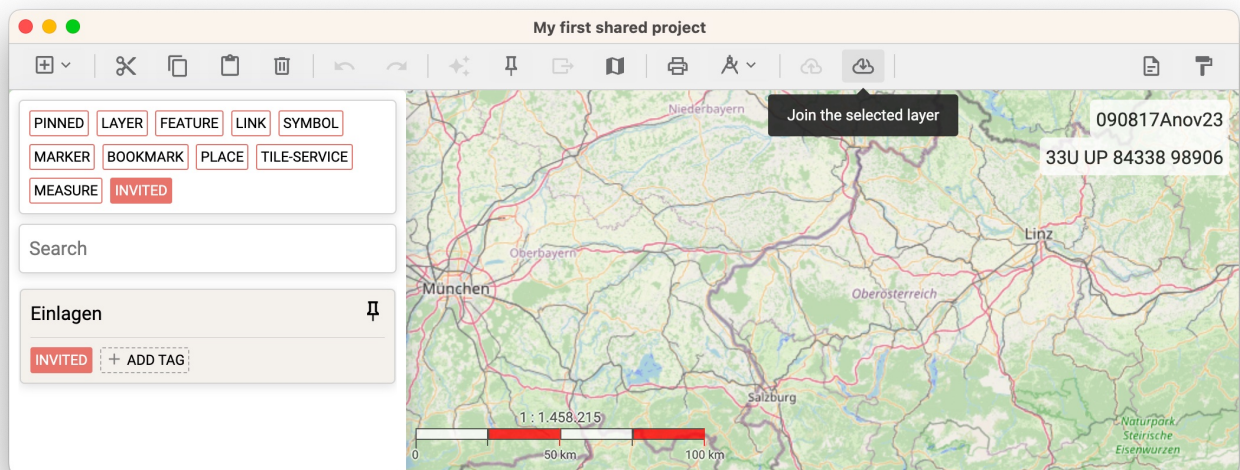 My first shared project
Join the selected layer
PINNED LAYER FEATURE LINK SYMBOL
MARKER BOOKMARK PLACE TILE-SERVICE
MEASURE INVITED
Search
Einlagen
INVITED + ADD TAG
Niederbayern
090817Anov23
33U UP 84338 98906
Linz
Oberbayern
München
Oberösterreich
Salzburg
1 : 1.458.215
0 50 km 100 km
Naturpark
Steirische
Eisenwurzen